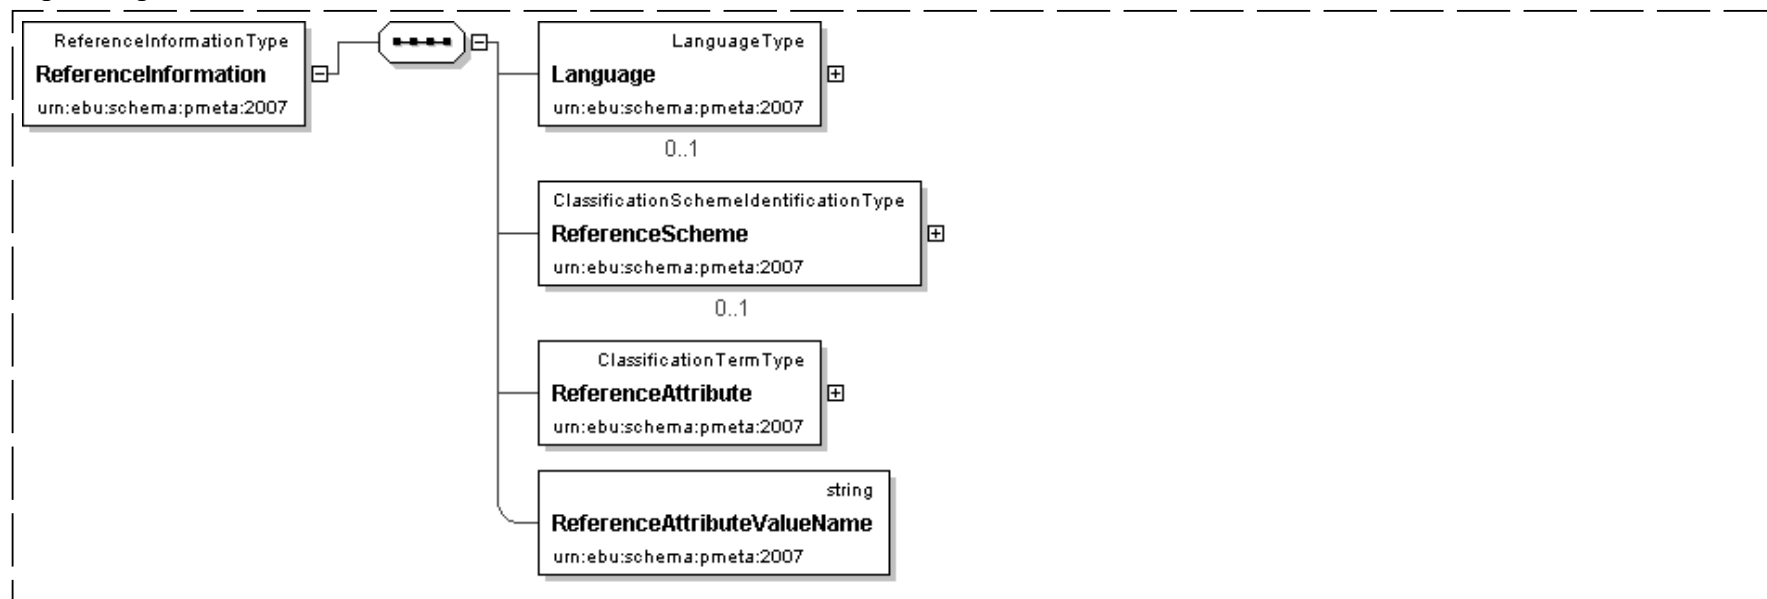 ReferenceInformationType
ReferenceInformation
urn:ebu:schema:pmeta:2007
LanguageType
Language
urn:ebu:schema:pmeta:2007
0..1
ClassificationSchemeIdentificationType
ReferenceScheme
urn:ebu:schema:pmeta:2007
0..1
ClassificationTermType
ReferenceAttribute
urn:ebu:schema:pmeta:2007
string
ReferenceAttributeValueName
urn:ebu:schema:pmeta:2007